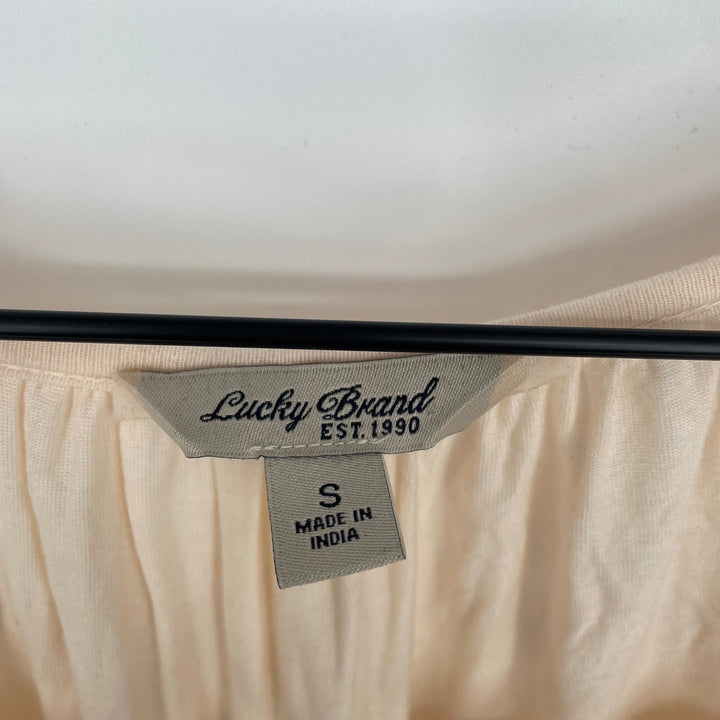 Lucky Brand
EST. 1990
S
MADE IN
INDIA